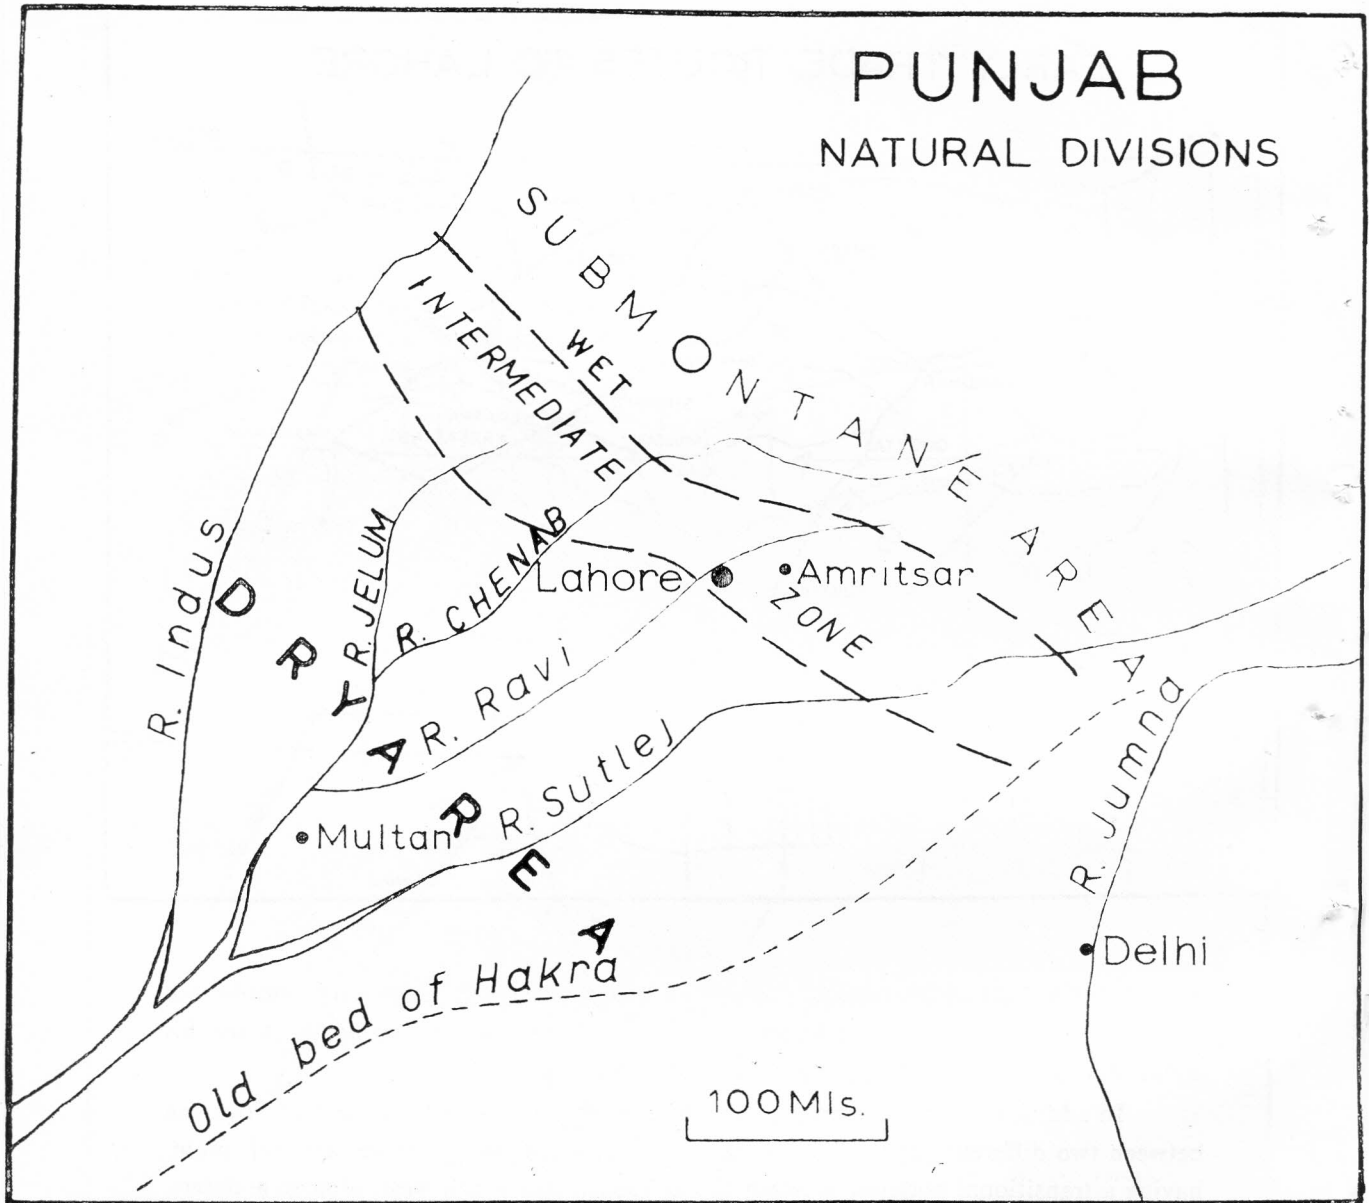 PUNJAB
NATURAL DIVISIONS
SUBMONTANE AREA
WET
INTERMEDIATE
ZONE
R. Indus
DRY AREA
R. JELUM
R. CHENAB
Lahore
Amritsar
R. Ravi
R. Sutlej
Multan
R. Jumna
Delhi
Old bed of Hakra
100 Mls.